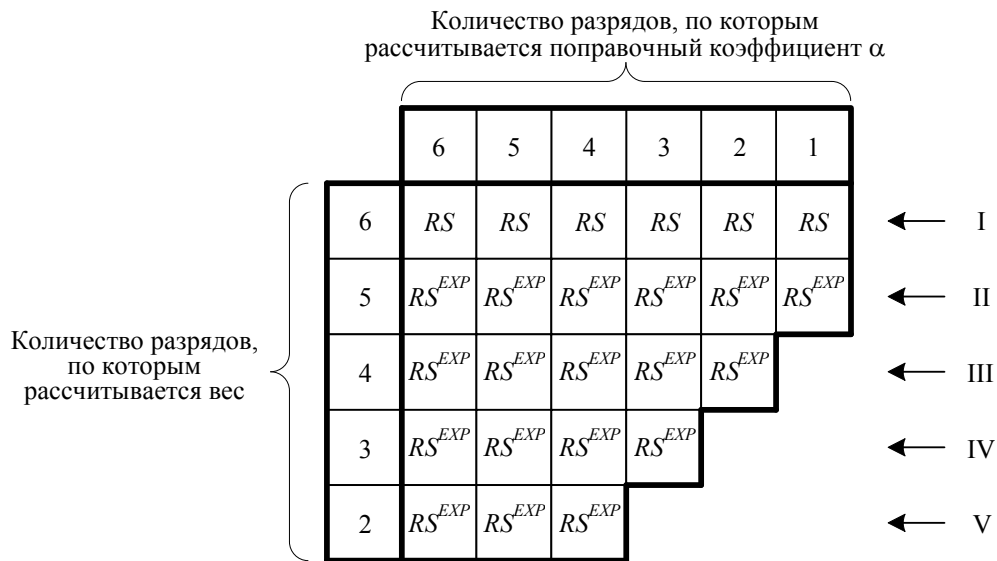 Количество разрядов, по которым
рассчитывается поправочный коэффициент α
6 5 4 3 2 1
6 RS RS RS RS RS RS I
5 RS^EXP RS^EXP RS^EXP RS^EXP RS^EXP RS^EXP II
Количество разрядов,
по которым
рассчитывается вес
4 RS^EXP RS^EXP RS^EXP RS^EXP RS^EXP III
3 RS^EXP RS^EXP RS^EXP RS^EXP IV
2 RS^EXP RS^EXP RS^EXP V